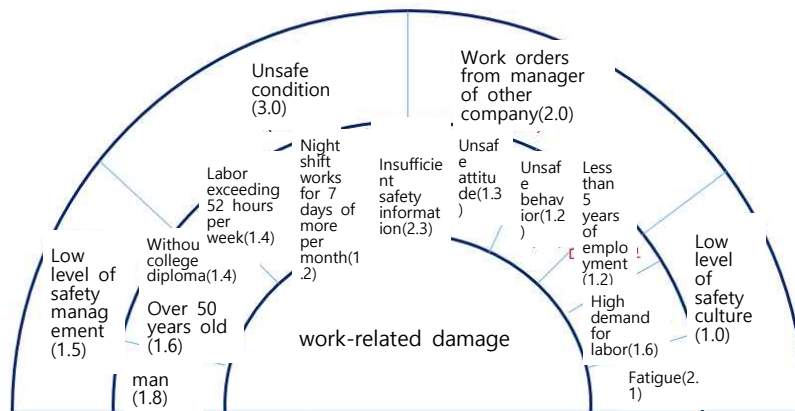 Unsafe
condition
(3.0)
Work orders
from manager
of other
company(2.0)
Low
level of
safety
manag
ement
(1.5)
Low
level
of
safety
culture
(1.0)
man
(1.8)
Over 50
years old
(1.6)
Withou
college
diploma(1.4)
Labor
exceeding
52 hours
per
week(1.4)
Night
shift
works
for 7
days of
more
per
month(1
.2)
Insufficie
nt
safety
informat
ion(2.3)
Unsaf
e
attitu
de(1.3
)
Unsaf
e
behav
ior(1.2
)
Less
than
5
years
of
emplo
yment
(1.2)
High
demand
for
labor(1.6)
Fatigue(2.
1)
work-related damage